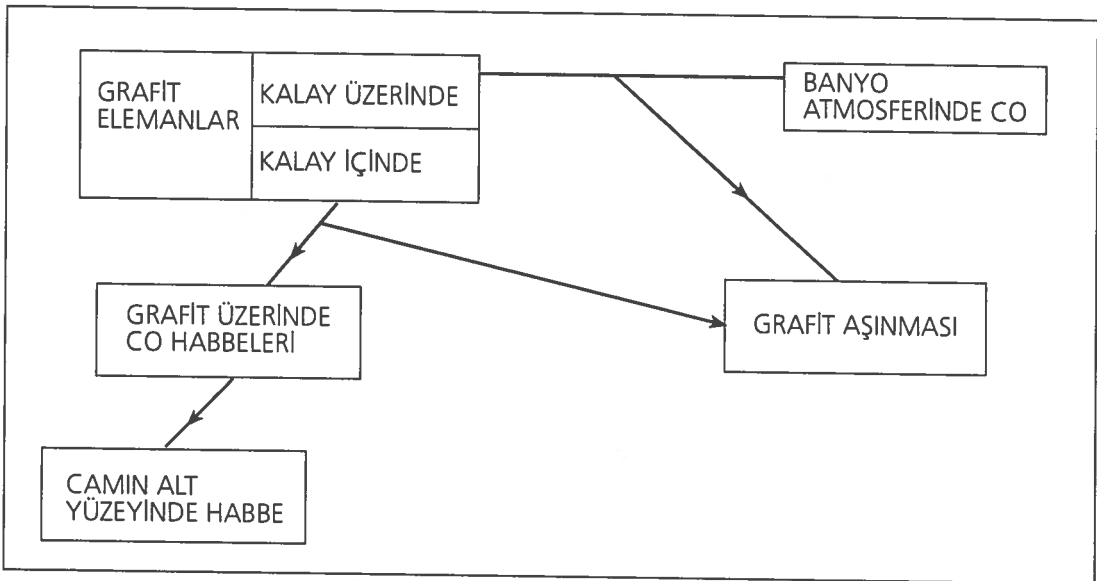 GRAFİT
ELEMANLAR
KALAY ÜZERİNDE
KALAY İÇİNDE
BANYO
ATMOSFERİNDE CO
GRAFİT ÜZERİNDE
CO HABBELERİ
GRAFİT AŞINMASI
CAMIN ALT
YÜZEYİNDE HABBE